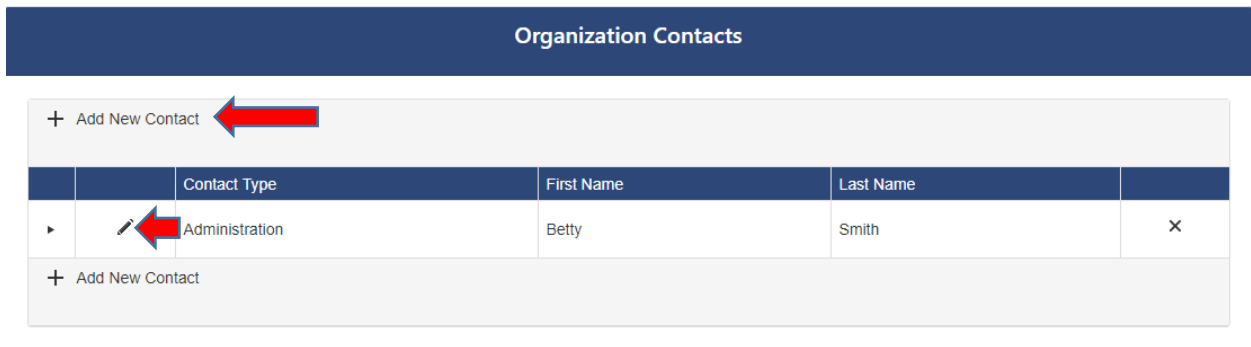 Organization Contacts
Add New Contact
Contact Type First Name Last Name
Administration Betty Smith
Add New Contact